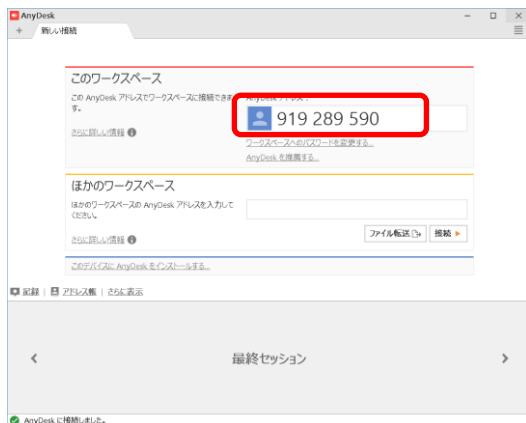 AnyDesk
新しい接続
このワークスペース
この AnyDesk アドレスでワークスペースに接続できます。
AnyDesk アドレス：
919 289 590
さらに詳しい情報
ワークスペースへのパスワードを変更する...
AnyDesk を推薦する...
ほかのワークスペース
ほかのワークスペースの AnyDesk アドレスを入力して
ください。
さらに詳しい情報
ファイル転送
接続
このデバイスに AnyDesk をインストールする...
記録 | アドレス帳 | さらに表示
最終セッション
AnyDesk に接続しました。